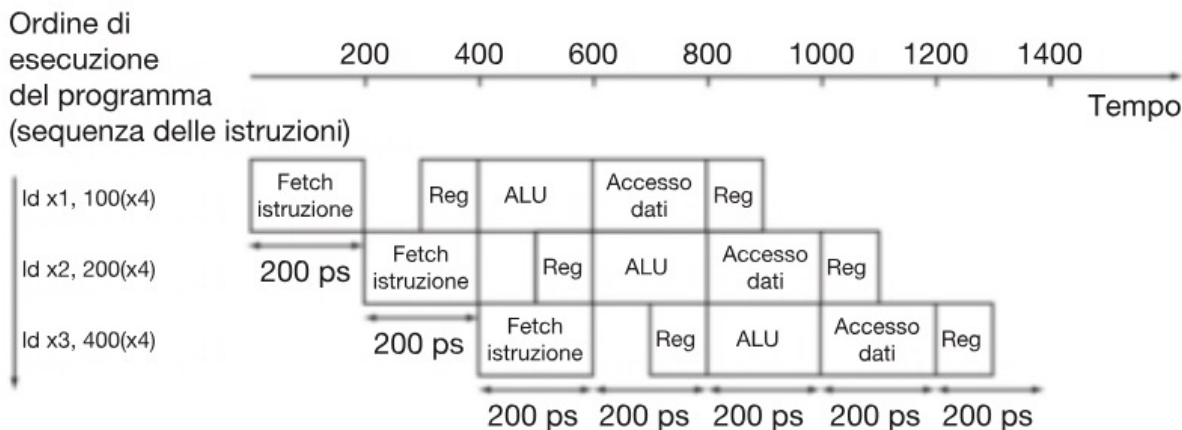 Ordine di
esecuzione
del programma
(sequenza delle istruzioni)
200 400 600 800 1000 1200 1400
Tempo
ld x1, 100(x4)
Fetch
istruzione
Reg
ALU
Accesso
dati
Reg
200 ps
ld x2, 200(x4)
Fetch
istruzione
Reg
ALU
Accesso
dati
Reg
200 ps
ld x3, 400(x4)
Fetch
istruzione
Reg
ALU
Accesso
dati
Reg
200 ps 200 ps 200 ps 200 ps 200 ps